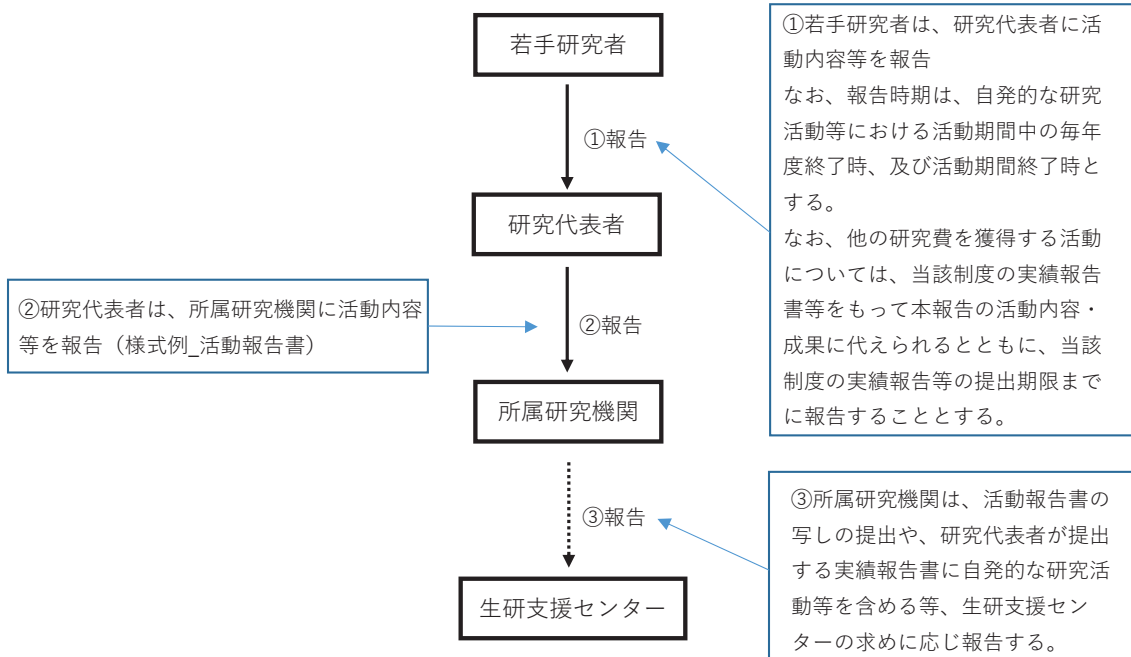 若手研究者
①報告
研究代表者
②報告
所属研究機関
③報告
生研支援センター
①若手研究者は、研究代表者に活
動内容等を報告
なお、報告時期は、自発的な研究
活動等における活動期間中の毎年
度終了時、及び活動期間終了時と
する。
なお、他の研究費を獲得する活動
については、当該制度の実績報告
書等をもって本報告の活動内容・
成果に代えられるとともに、当該
制度の実績報告等の提出期限まで
に報告することとする。
②研究代表者は、所属研究機関に活動内容
等を報告（様式例_活動報告書）
③所属研究機関は、活動報告書の
写しの提出や、研究代表者が提出
する実績報告書に自発的な研究活
動等を含める等、生研支援セン
ターの求めに応じ報告する。